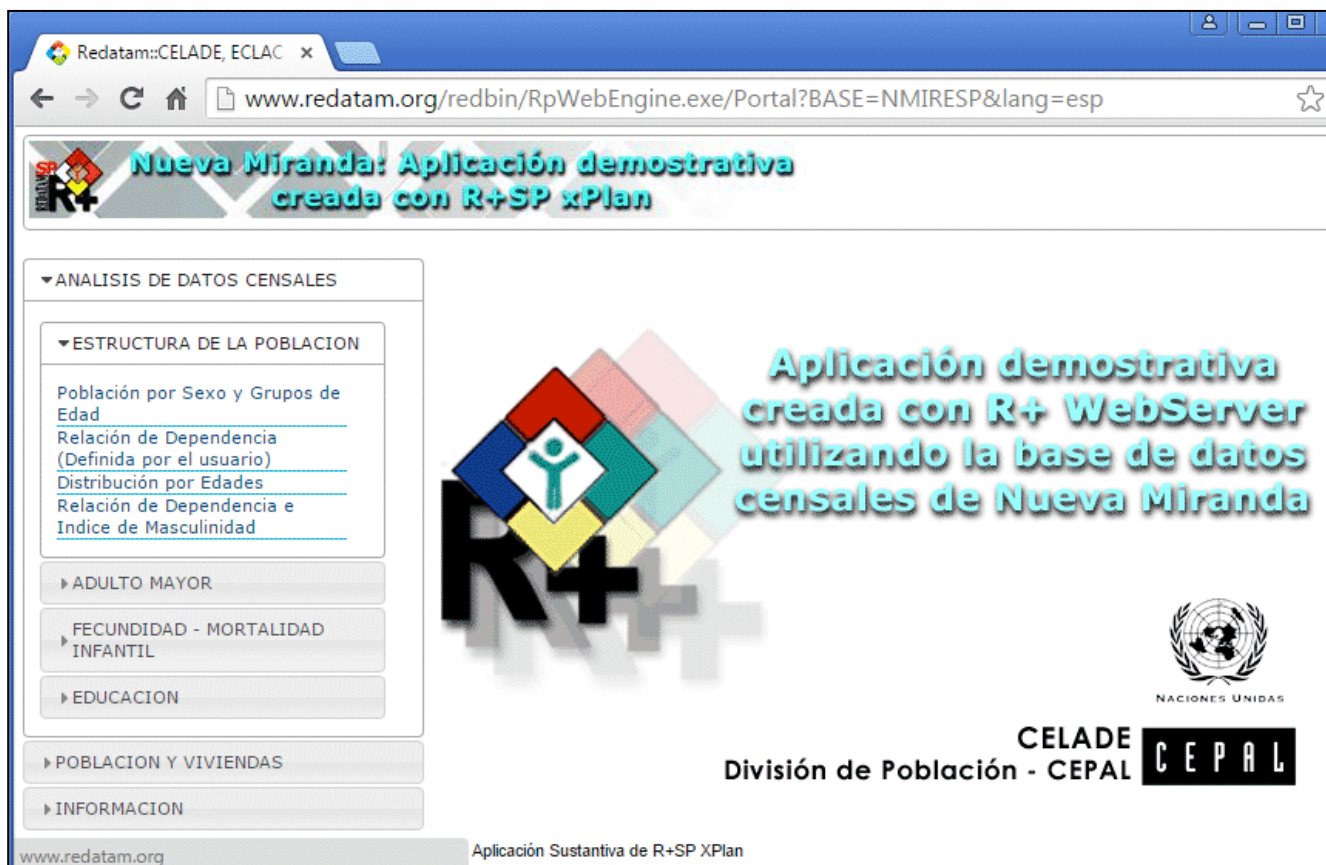 Redatam::CELADE, ECLAC
www.redatam.org/redbin/RpWebEngine.exe/Portal?BASE=NMIRESP&lang=esp
SP
REDATAM
R+
Nueva Miranda: Aplicación demostrativa
creada con R+SP xPlan
ANALISIS DE DATOS CENSALES
ESTRUCTURA DE LA POBLACION
Población por Sexo y Grupos de
Edad
Relación de Dependencia
(Definida por el usuario)
Distribución por Edades
Relación de Dependencia e
Indice de Masculinidad
ADULTO MAYOR
FECUNDIDAD - MORTALIDAD
INFANTIL
EDUCACION
POBLACION Y VIVIENDAS
INFORMACION
R+
Aplicación demostrativa
creada con R+ WebServer
utilizando la base de datos
censales de Nueva Miranda
NACIONES UNIDAS
CELADE
División de Población - CEPAL
CEPAL
Aplicación Sustantiva de R+SP XPlan
www.redatam.org